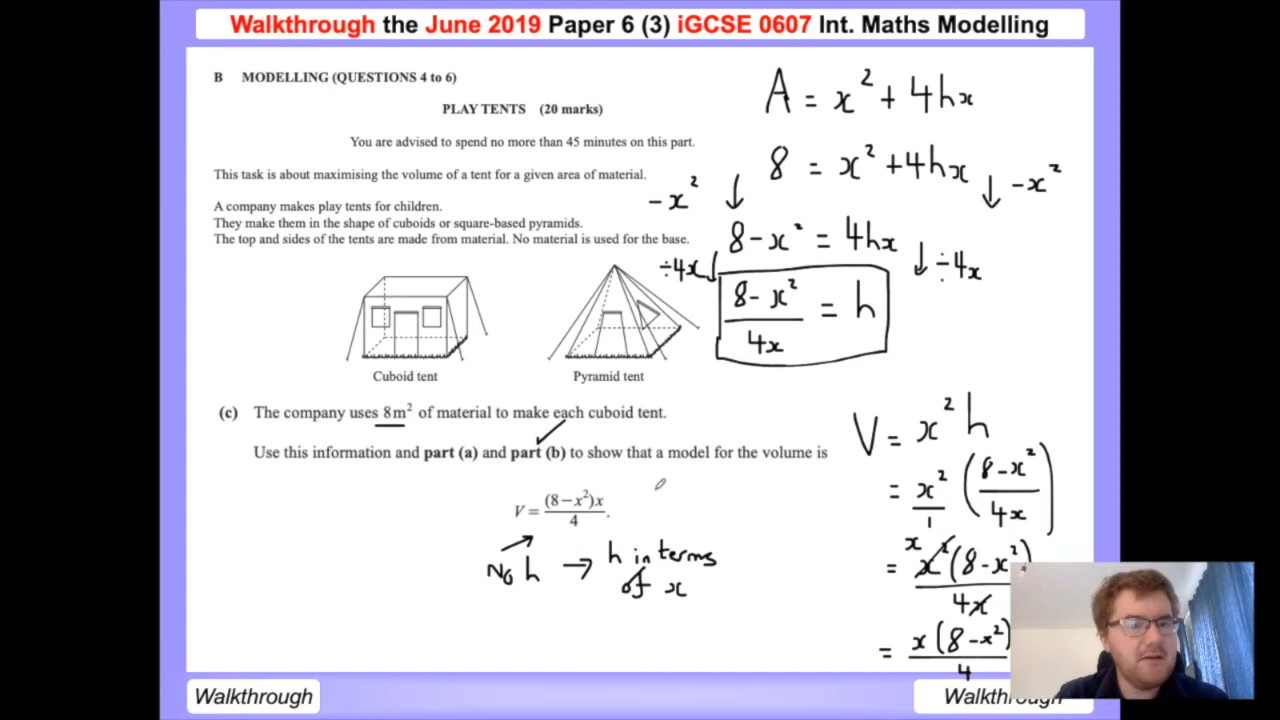 Walkthrough the June 2019 Paper 6 (3) iGCSE 0607 Int. Maths Modelling
B MODELLING (QUESTIONS 4 to 6)
PLAY TENTS (20 marks)
You are advised to spend no more than 45 minutes on this part.
This task is about maximising the volume of a tent for a given area of material.
A company makes play tents for children.
They make them in the shape of cuboids or square-based pyramids.
The top and sides of the tents are made from material. No material is used for the base.
Cuboid tent
Pyramid tent
(c) The company uses 8 m² of material to make each cuboid tent.
Use this information and part (a) and part (b) to show that a model for the volume is
V = (8−x²)x / 4 .
No h → h in terms
of x
A = x² + 4hx
8 = x² + 4hx
−x² ↓ ↓ −x²
8 − x² = 4hx
÷4x ↓ ↓ ÷4x
8 − x² / 4x = h
V = x² h
= x² / 1 (8 − x² / 4x)
= x x² (8 − x²) / 4x
= x (8 − x²) / 4
Walkthrough
Walkthrough